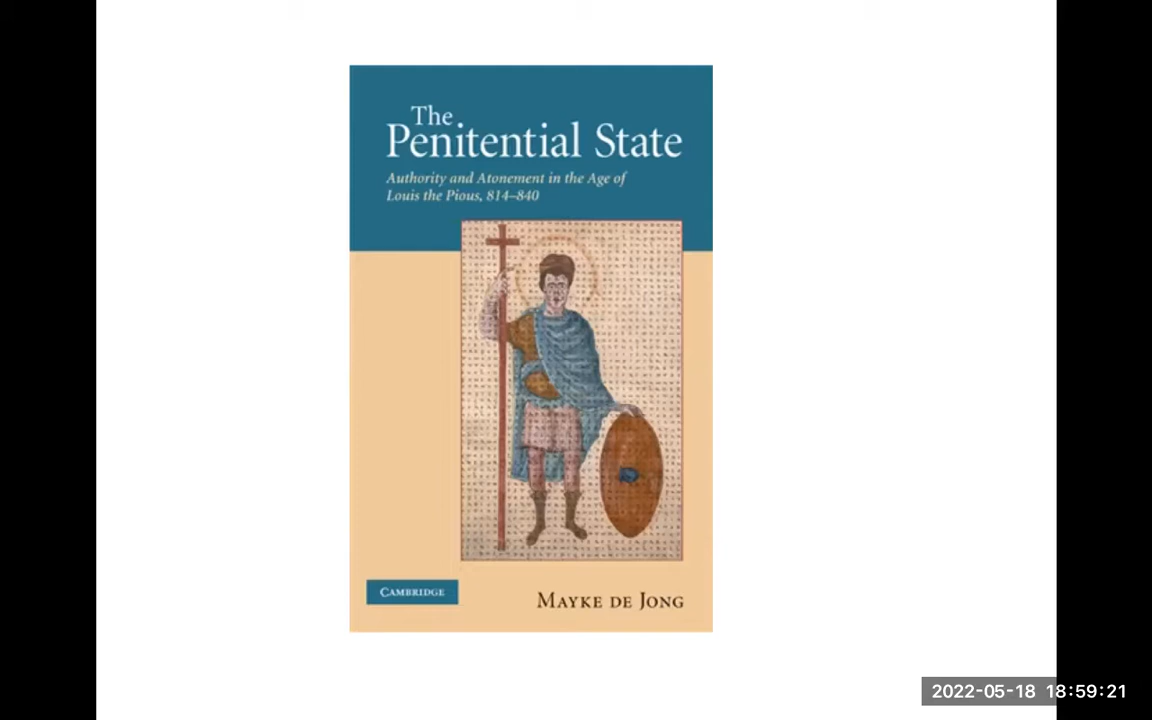 The
Penitential State
Authority and Atonement in the Age of
Louis the Pious, 814–840
CAMBRIDGE
MAYKE DE JONG
2022-05-18 18:59:21